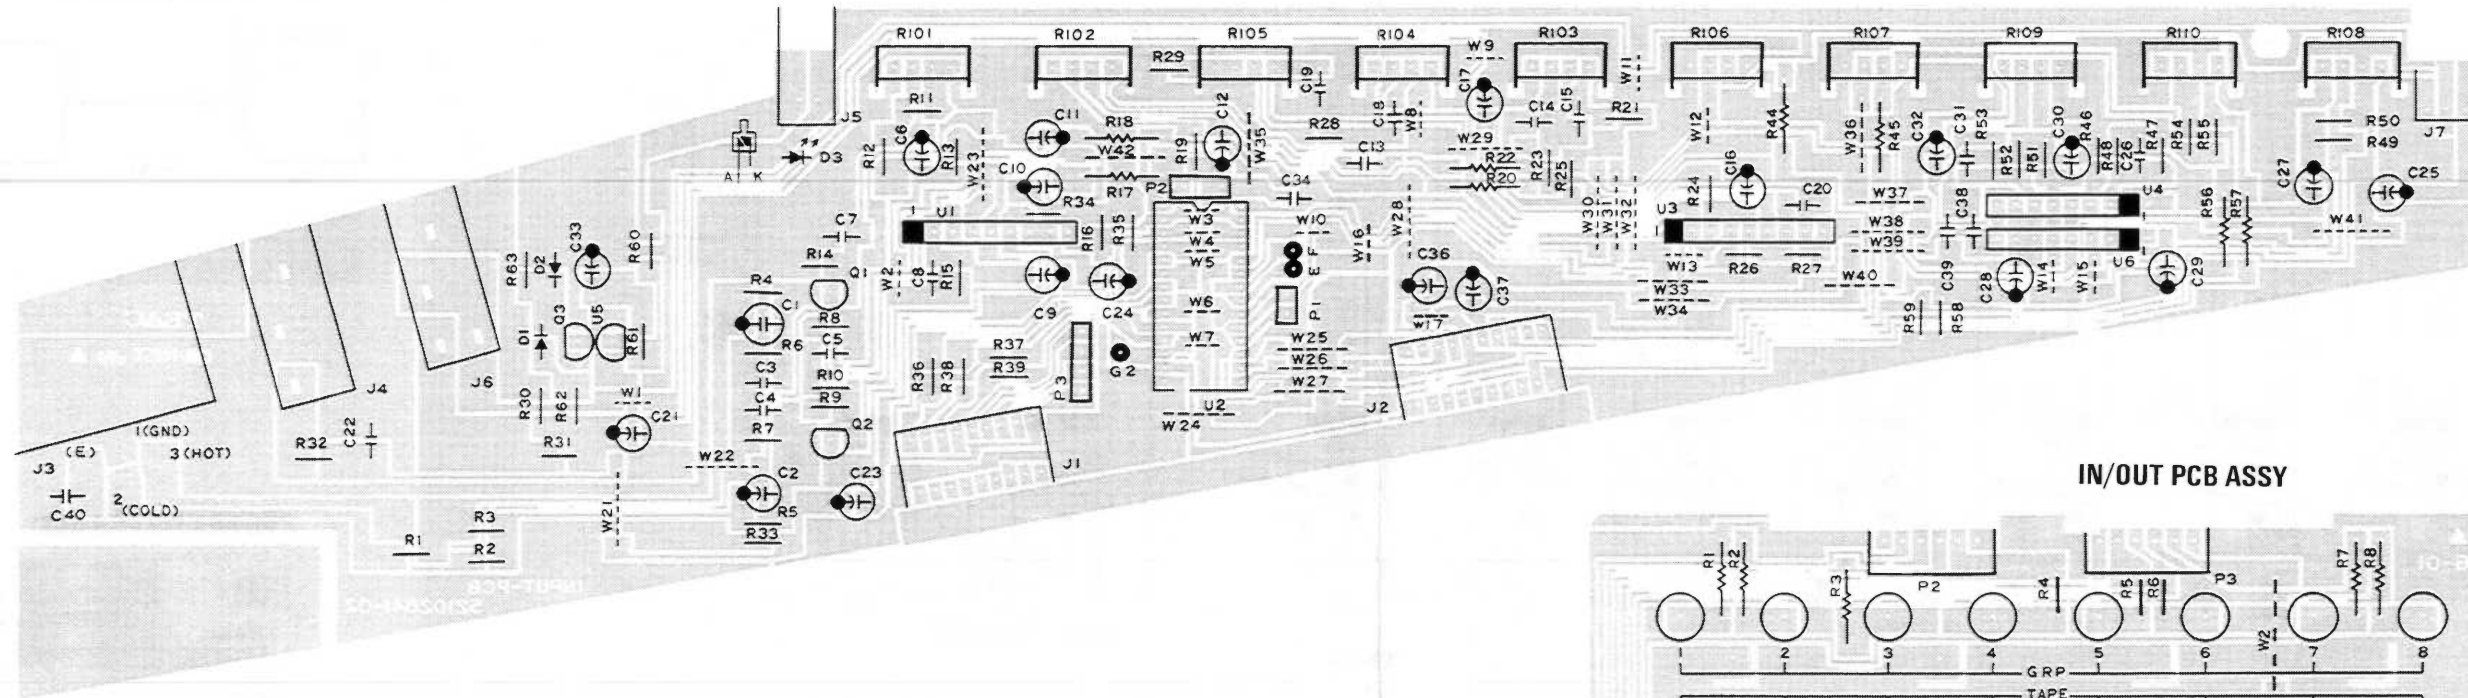 R101 R102 R105 R104 W9 R103 R106 R107 R109 R110 R108
R29 C19 C17 W11
R11 J5 C11 R18 C12 C18 W8 C14 C15 R21 W12 R44 W36 R45 C32 C31 R53 C30 R46 R47 R54 R55 R50 J7
R12 C6 R13 W23 W42 R19 W35 R28 C13 W29 R49
D3 C10 R17 R22 R20 R23 R25 C16 R52 R51 R48 C26 C27 C25
A K P2 C34 R24 C20 W37 U4
R34 U1 W3 W10 W28 W30 W31 W32 U3 W38 C38 R56 R57 W41
C7 R16 R35 W4 F W16 W39
C33 R60 R14 W5 E C36 W13 R26 R27 C39 U6
R63 D2 R4 Q1 W2 C8 R15 W33 W40 C28 W14 W15 C29
Q3 U5 C1 R8 C9 C24 W6 P1 W17 C37 W34 R59 R58
D1 R61 R6 C5 R37 W7 W25
J4 J6 C3 R10 R36 R38 R39 P3 G2 W26
R30 R62 W1 C4 R9 W27
C21 R7 Q2 U2 J2
1(GND) R32 C22 R31 W24
(E) 3(HOT)
J3 W22 J1
C2 C23
C40 2(COLD) W21 R5
R3 R33
R1 R2
INPUT-PCB
52102841-02
IN/OUT PCB ASSY
R1 R2 R3 P2 R4 R5 R6 P3 R7 R8
W2
1 2 3 4 5 6 7 8
GRP
TAPE